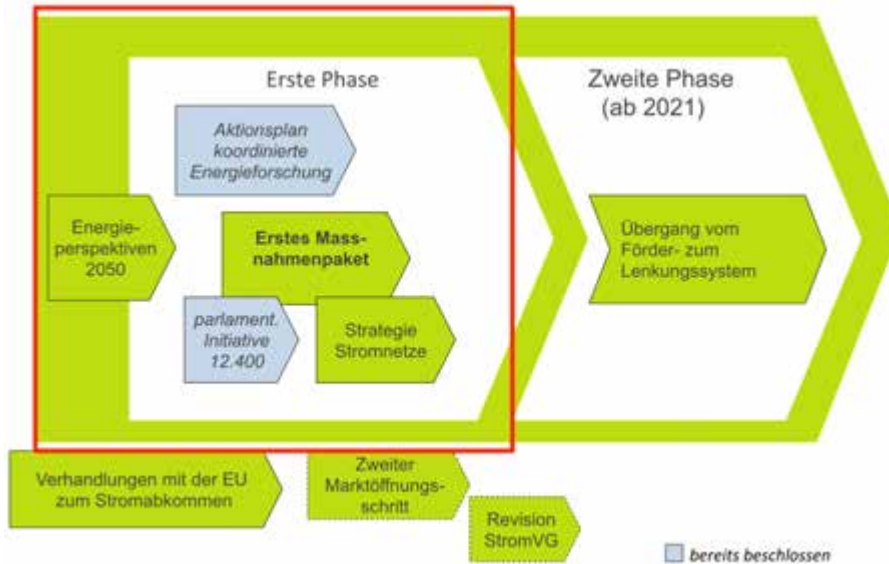 Erste Phase
Zweite Phase
(ab 2021)
Aktionsplan
koordinierte
Energieforschung
Energie-
perspektiven
2050
Erstes Mass-
nahmenpaket
Übergang vom
Förder- zum
Lenkungssystem
parlament.
Initiative
12.400
Strategie
Stromnetze
Verhandlungen mit der EU
zum Stromabkommen
Zweiter
Marktöffnungs-
schritt
Revision
StromVG
bereits beschlossen